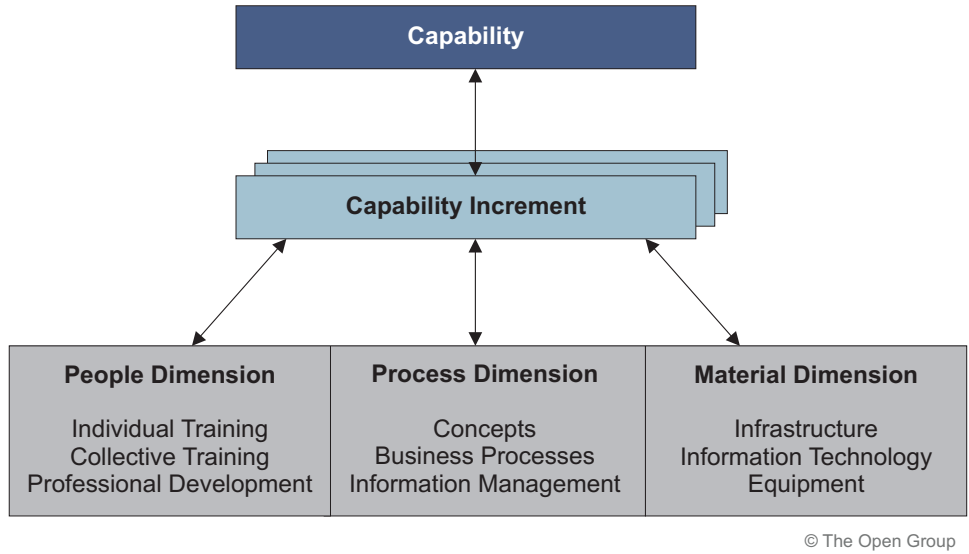 Capability
Capability Increment
People Dimension
Individual Training
Collective Training
Professional Development
Process Dimension
Concepts
Business Processes
Information Management
Material Dimension
Infrastructure
Information Technology
Equipment
© The Open Group